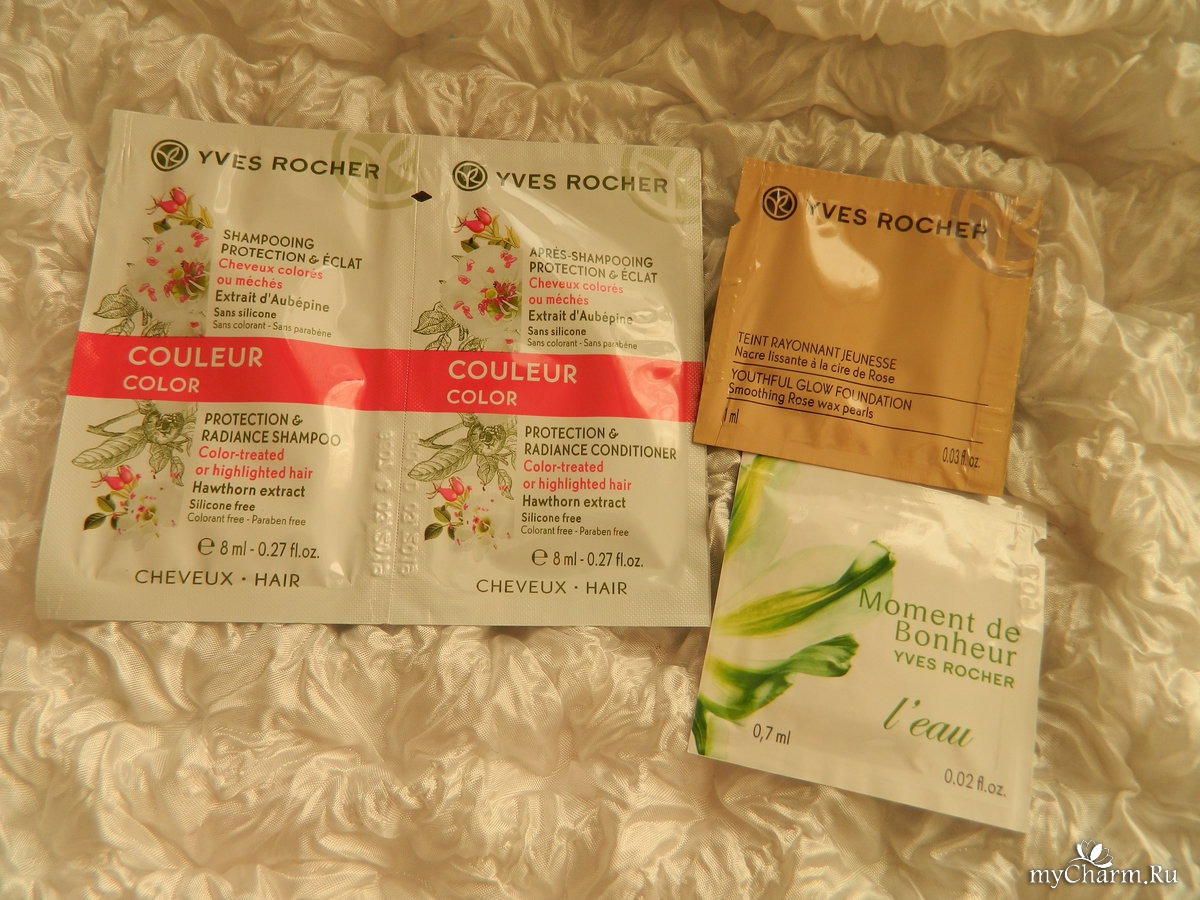 YVES ROCHER
SHAMPOOING
PROTECTION & ÉCLAT
Cheveux colorés
ou méchés
Extrait d'Aubépine
Sans silicone
Sans colorant - Sans parabène
COULEUR
COLOR
PROTECTION &
RADIANCE SHAMPOO
Color-treated
or highlighted hair
Hawthorn extract
Silicone free
Colorant free - Paraben free
e 8 ml - 0.27 fl.oz.
CHEVEUX · HAIR
YVES ROCHER
APRÈS-SHAMPOOING
PROTECTION & ÉCLAT
Cheveux colorés
ou méchés
Extrait d'Aubépine
Sans silicone
Sans colorant - Sans parabène
COULEUR
COLOR
PROTECTION &
RADIANCE CONDITIONER
Color-treated
or highlighted hair
Hawthorn extract
Silicone free
Colorant free - Paraben free
e 8 ml - 0.27 fl.oz.
CHEVEUX · HAIR
YVES ROCHER
TEINT RAYONNANT JEUNESSE
Nacre lissante à la cire de Rose
YOUTHFUL GLOW FOUNDATION
Smoothing Rose wax pearls
1 ml
0.03 fl. oz.
Moment de
Bonheur
YVES ROCHER
l'eau
0,7 ml
0.02 fl.oz.
myCharm.Ru